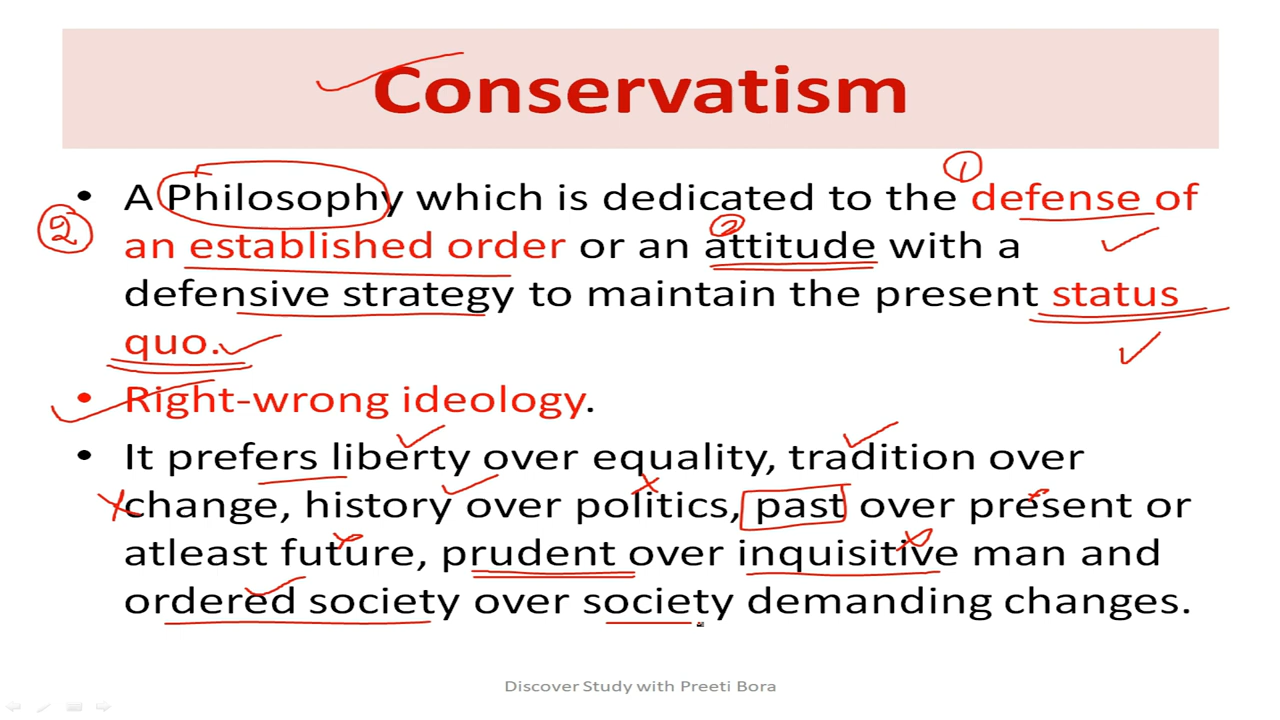 Conservatism
• A Philosophy which is dedicated to the defense of
an established order or an attitude with a
defensive strategy to maintain the present status
quo.
• Right-wrong ideology.
• It prefers liberty over equality, tradition over
change, history over politics, past over present or
atleast future, prudent over inquisitive man and
ordered society over society demanding changes.
1
2
2
Discover Study with Preeti Bora